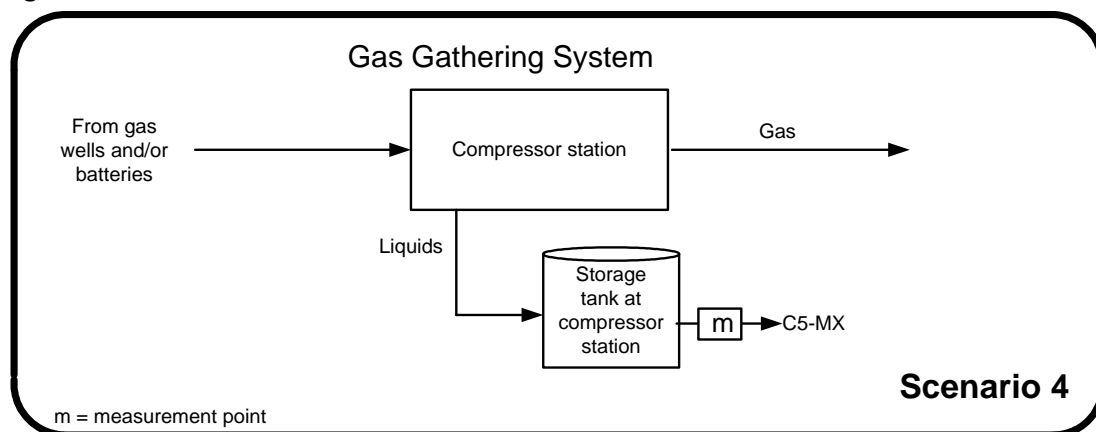 Gas Gathering System
From gas
wells and/or
batteries
Compressor station
Gas
Liquids
Storage
tank at
compressor
station
m
C5-MX
Scenario 4
m = measurement point